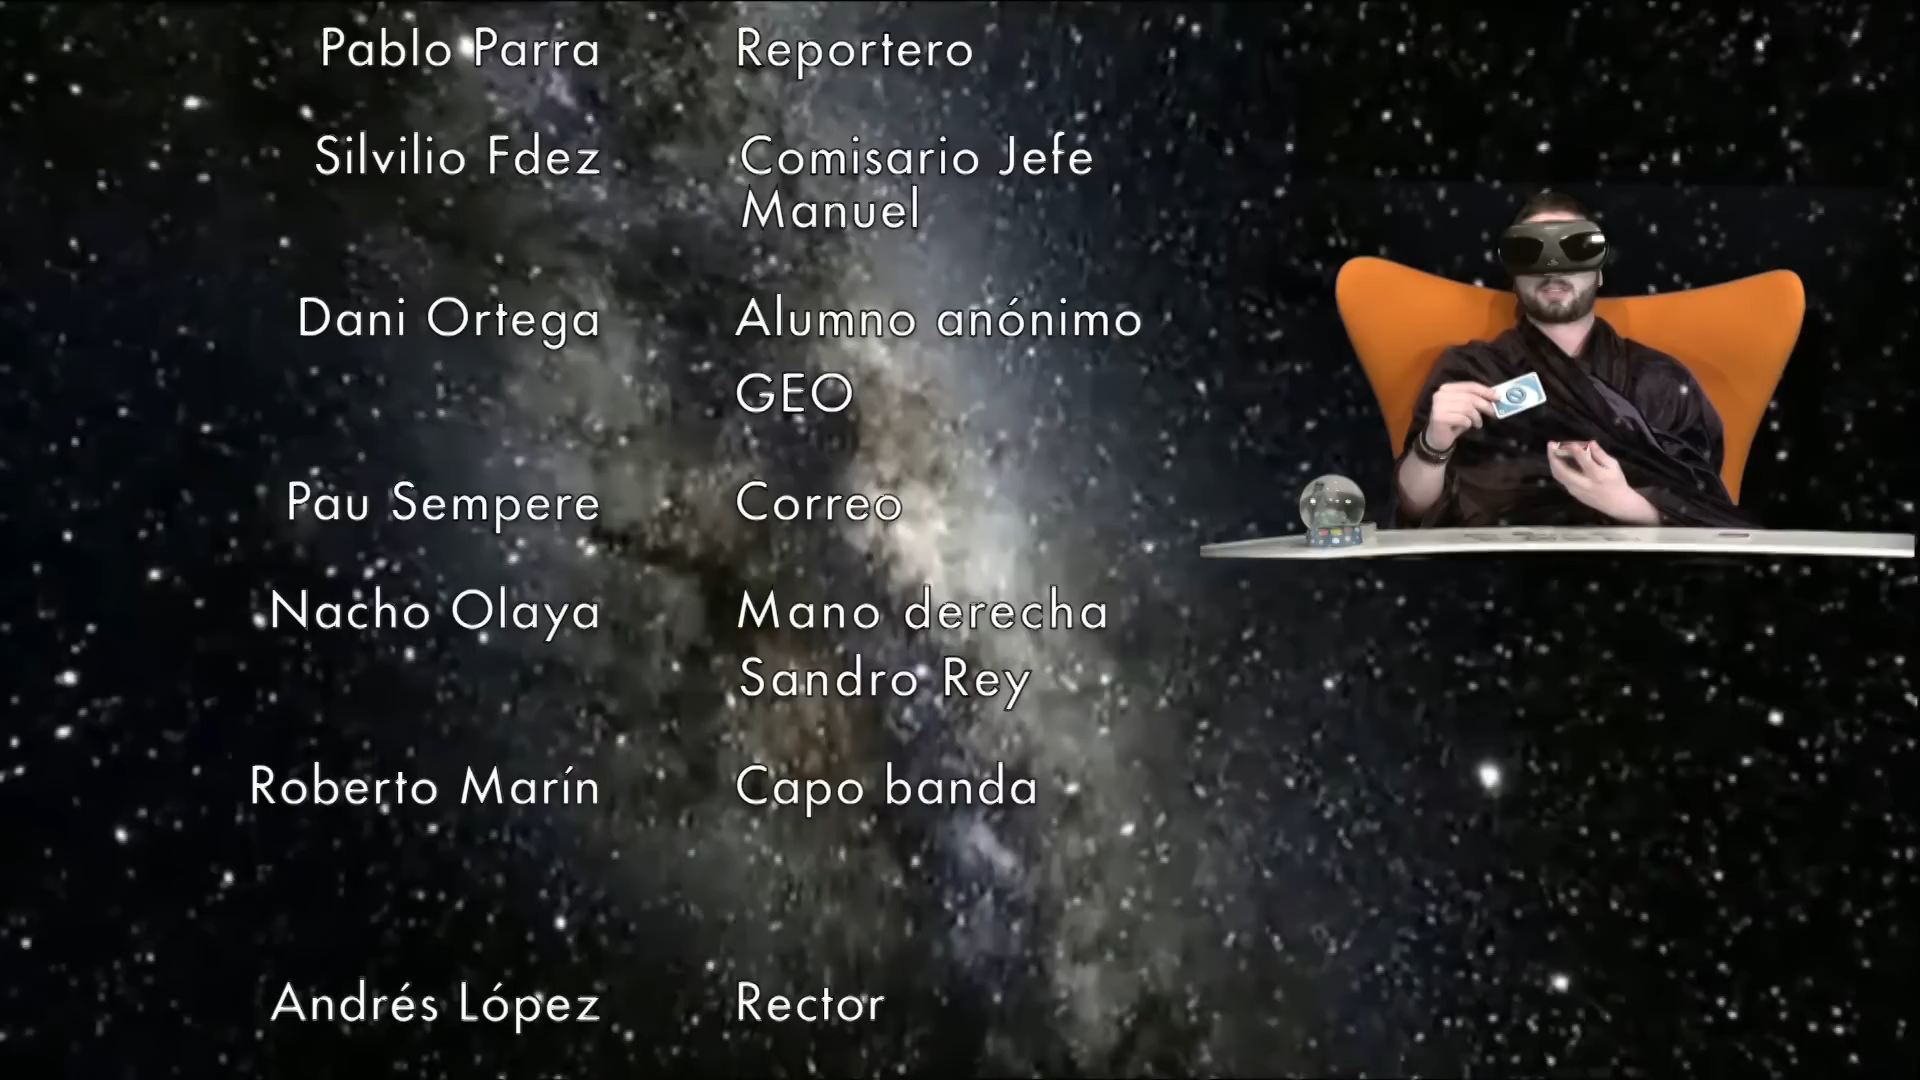 Pablo Parra Reportero
Silvilio Fdez Comisario Jefe
Manuel
Dani Ortega Alumno anónimo
GEO
Pau Sempere Correo
Nacho Olaya Mano derecha
Sandro Rey
Roberto Marín Capo banda
Andrés López Rector